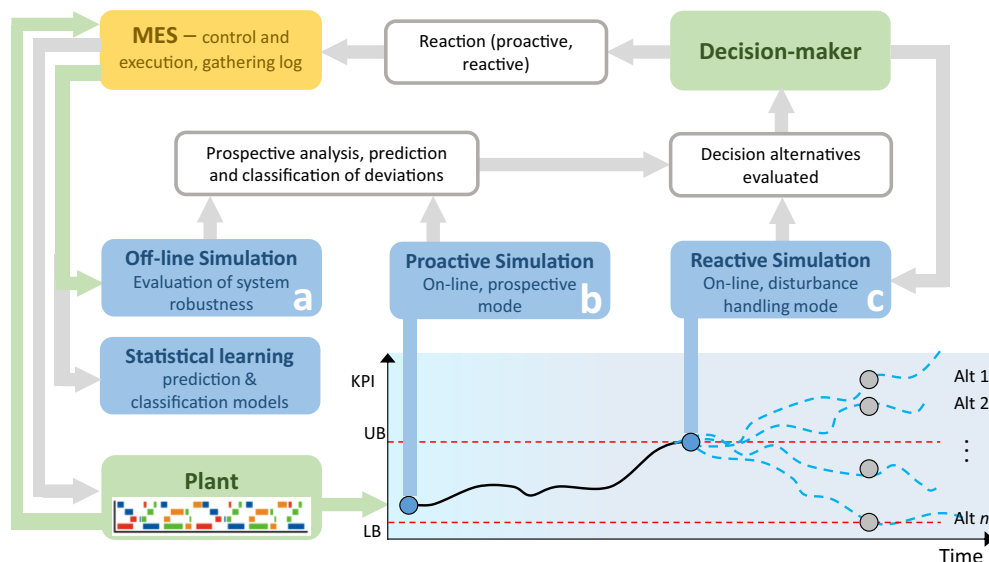 MES – control and
execution, gathering log
Reaction (proactive,
reactive)
Decision-maker
Prospective analysis, prediction
and classification of deviations
Decision alternatives
evaluated
Off-line Simulation
Evaluation of system
robustness
a
Proactive Simulation
On-line, prospective
mode
b
Reactive Simulation
On-line, disturbance
handling mode
c
Statistical learning
prediction &
classification models
Plant
KPI
UB
LB
Alt 1
Alt 2
⋮
Alt n
Time